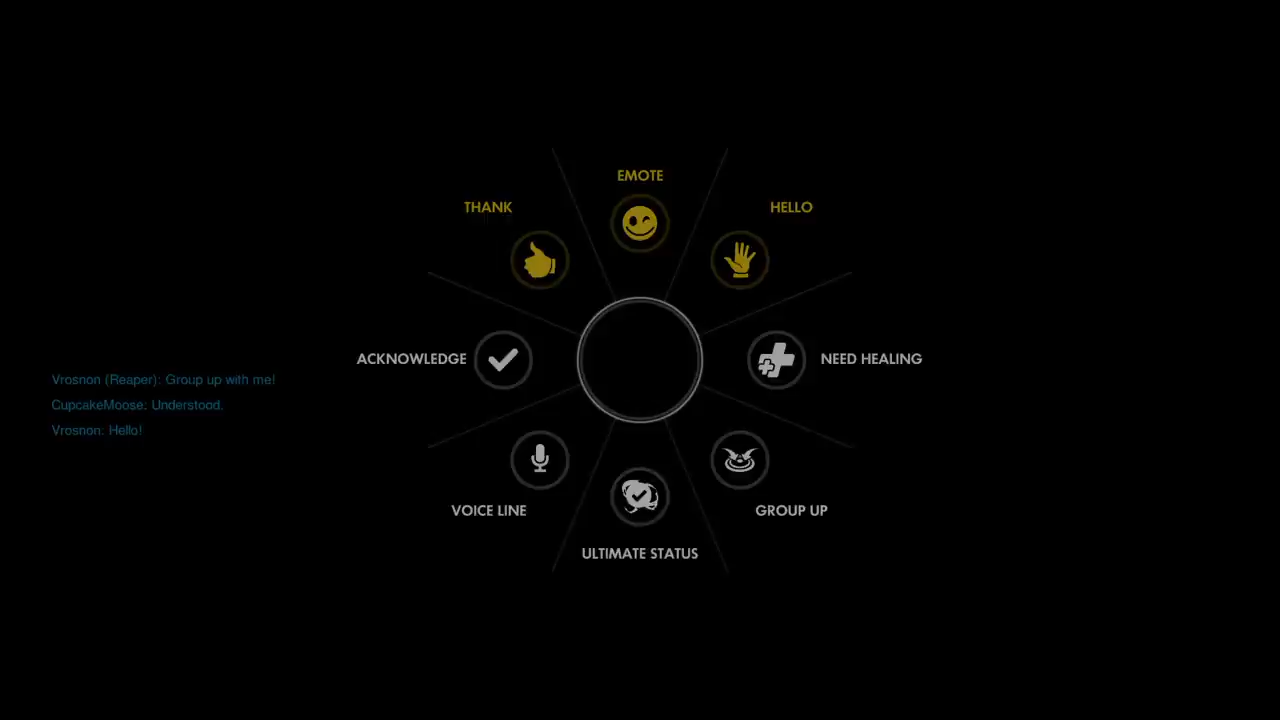 EMOTE
THANK
HELLO
ACKNOWLEDGE
NEED HEALING
Vrosnon (Reaper): Group up with me!
CupcakeMoose: Understood.
Vrosnon: Hello!
VOICE LINE
GROUP UP
ULTIMATE STATUS